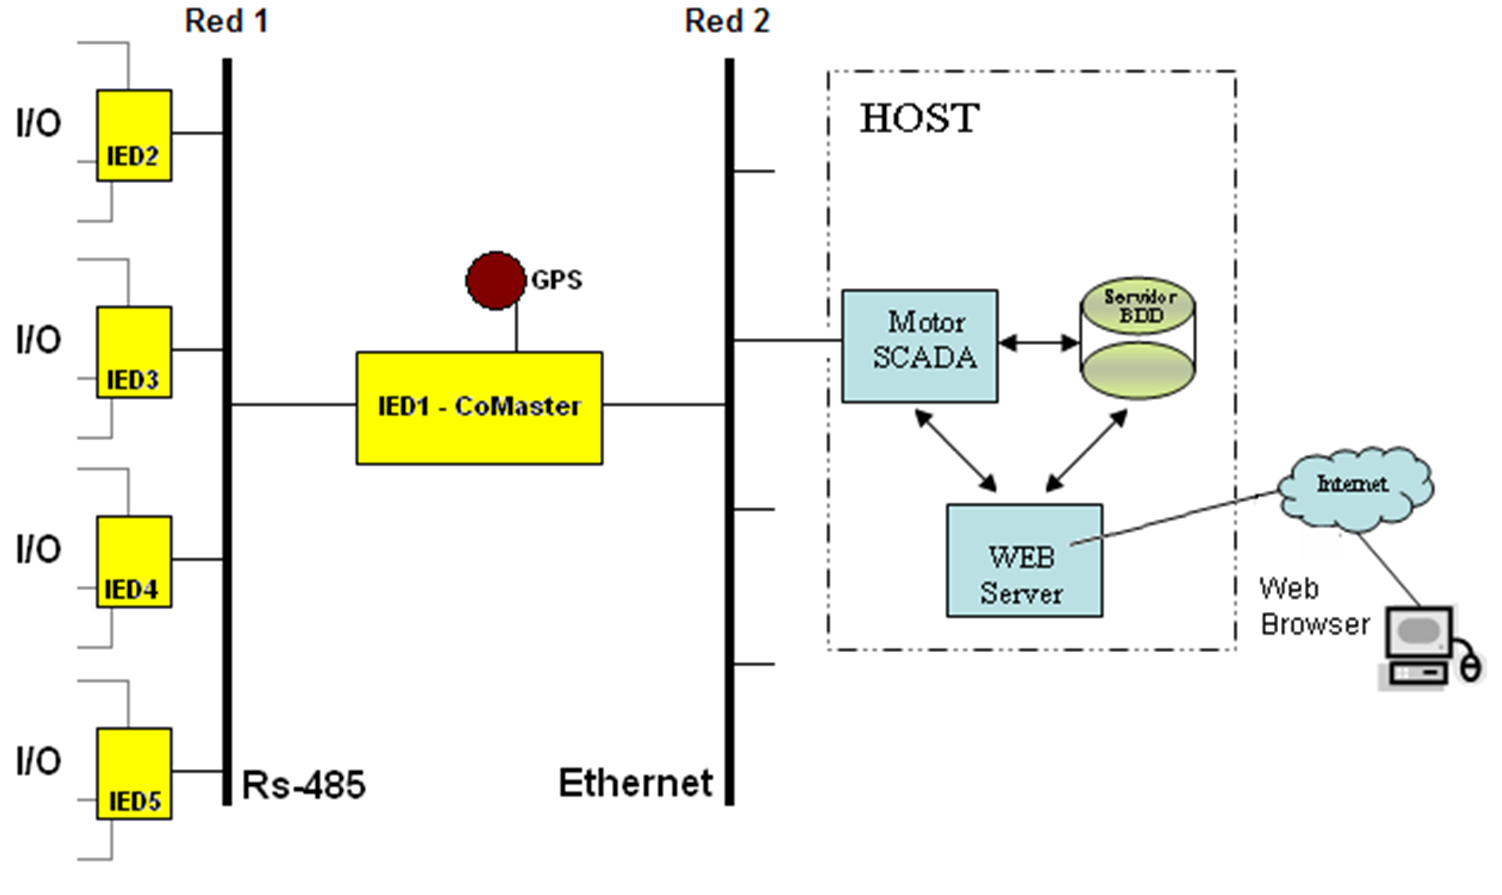 Red 1
Red 2
I/O
IED2
HOST
GPS
I/O
IED3
IED1 - CoMaster
Motor
SCADA
Servidor
BDD
I/O
IED4
WEB
Server
Internet
Web
Browser
I/O
IED5
Rs-485
Ethernet